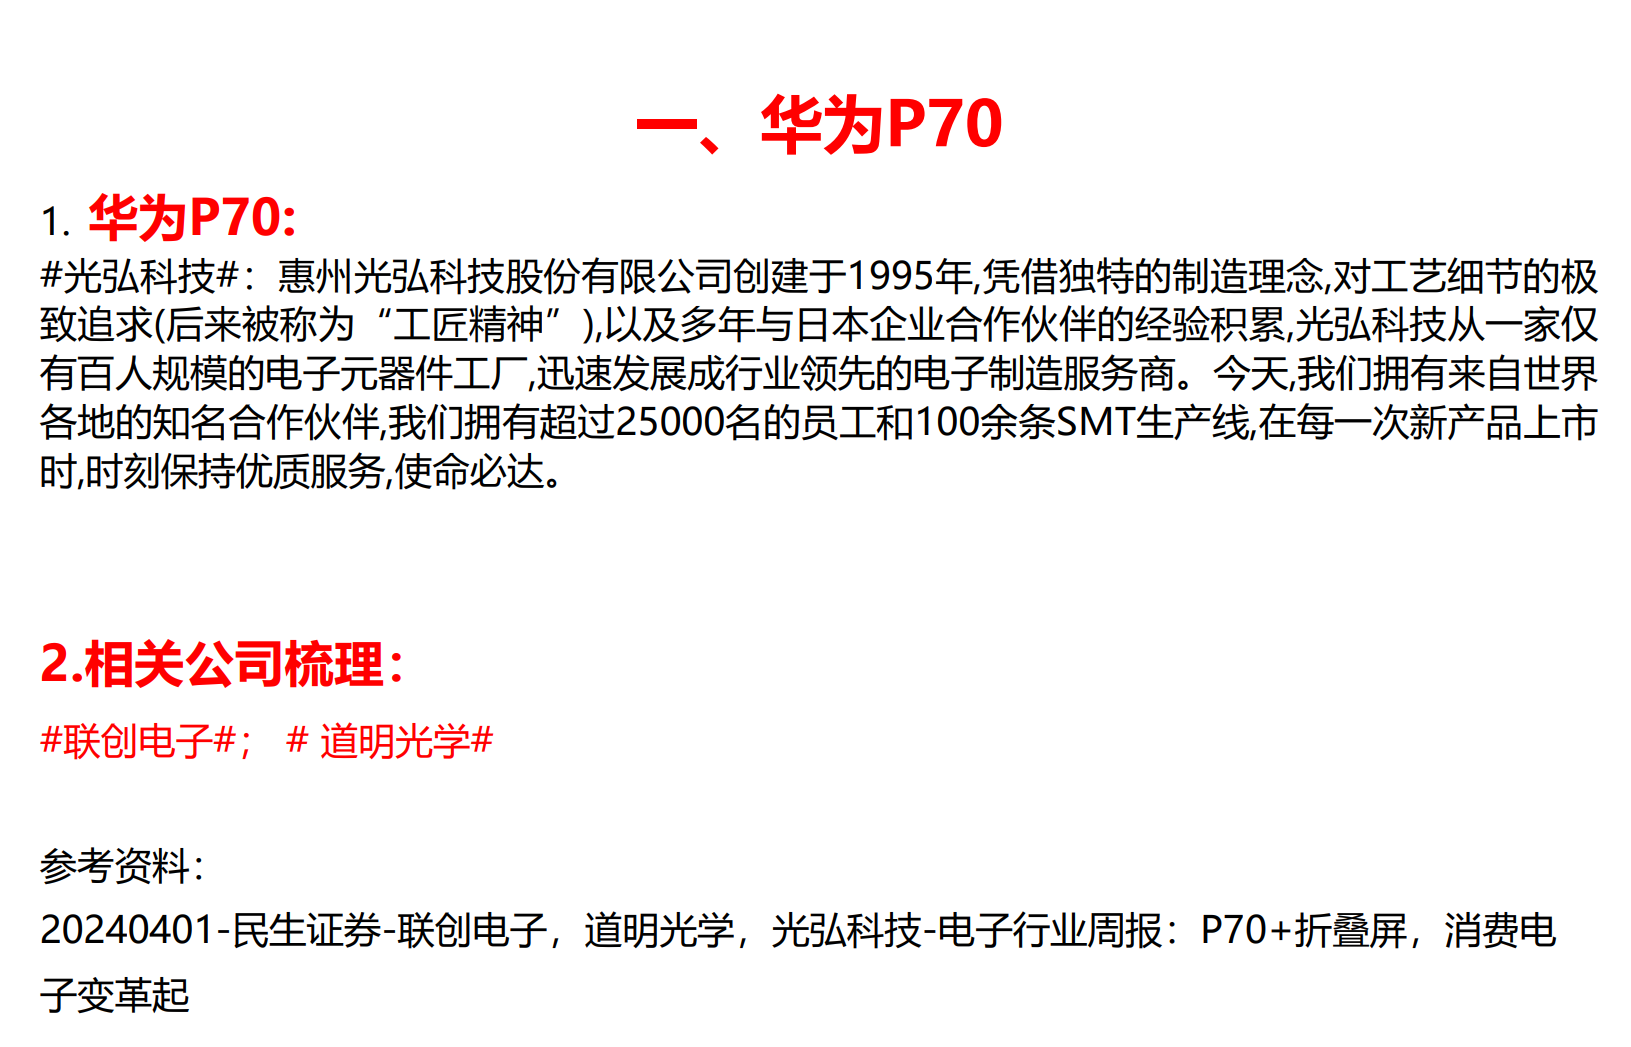 一、华为P70
1. 华为P70:
#光弘科技#：惠州光弘科技股份有限公司创建于1995年,凭借独特的制造理念,对工艺细节的极
致追求(后来被称为“工匠精神”),以及多年与日本企业合作伙伴的经验积累,光弘科技从一家仅
有百人规模的电子元器件工厂,迅速发展成行业领先的电子制造服务商。今天,我们拥有来自世界
各地的知名合作伙伴,我们拥有超过25000名的员工和100余条SMT生产线,在每一次新产品上市
时,时刻保持优质服务,使命必达。
2.相关公司梳理：
#联创电子#； # 道明光学#
参考资料：
20240401-民生证券-联创电子，道明光学，光弘科技-电子行业周报：P70+折叠屏，消费电
子变革起